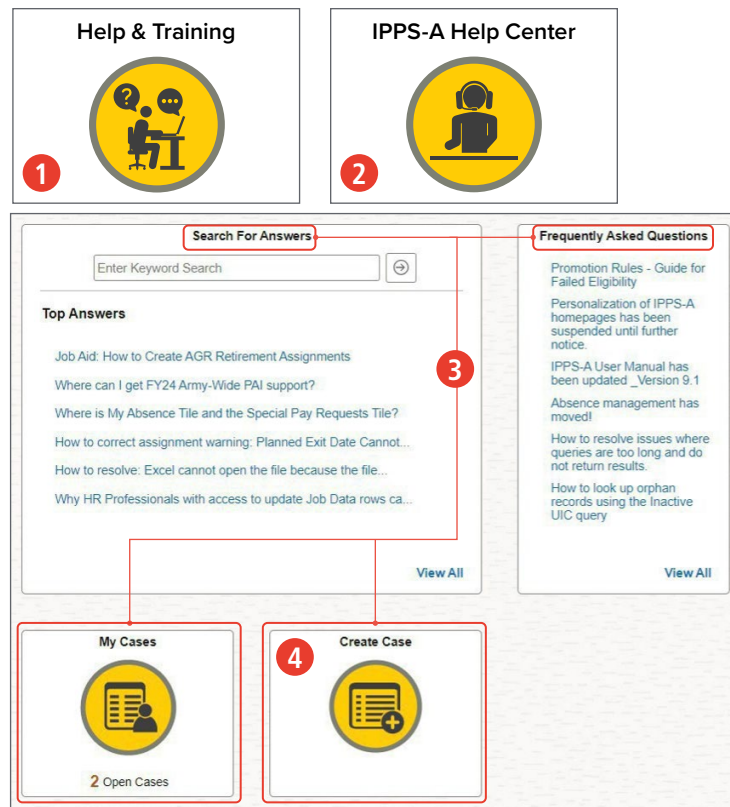 Help & Training
1
IPPS-A Help Center
2
Search For Answers
Enter Keyword Search
Top Answers
Job Aid: How to Create AGR Retirement Assignments
Where can I get FY24 Army-Wide PAI support?
Where is My Absence Tile and the Special Pay Requests Tile?
How to correct assignment warning: Planned Exit Date Cannot...
How to resolve: Excel cannot open the file because the file...
Why HR Professionals with access to update Job Data rows ca...
View All
3
Frequently Asked Questions
Promotion Rules - Guide for
Failed Eligibility
Personalization of IPPS-A
homepages has been
suspended until further
notice.
IPPS-A User Manual has
been updated _Version 9.1
Absence management has
moved!
How to resolve issues where
queries are too long and do
not return results.
How to look up orphan
records using the Inactive
UIC query
View All
My Cases
2 Open Cases
4
Create Case